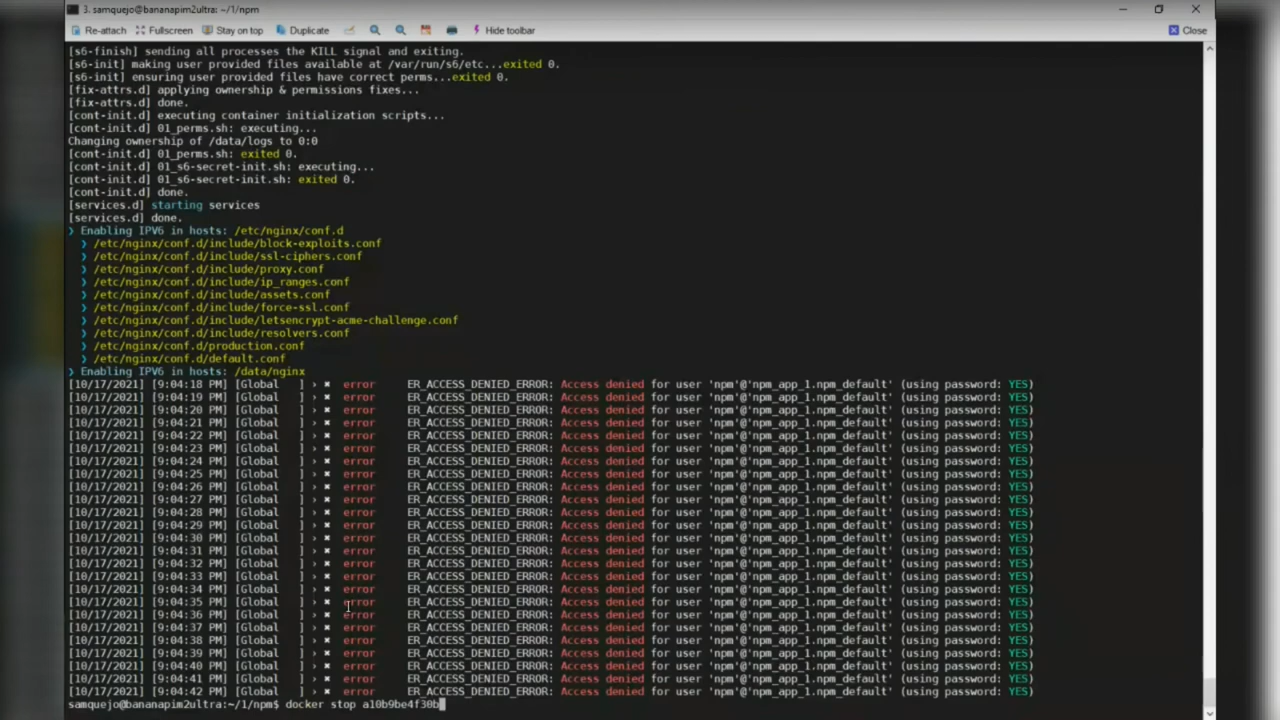 3. samquejo@bananapim2ultra: ~/1/npm
Re-attach Fullscreen Stay on top Duplicate Hide toolbar Close
[s6-finish] sending all processes the KILL signal and exiting.
[s6-init] making user provided files available at /var/run/s6/etc...exited 0.
[s6-init] ensuring user provided files have correct perms...exited 0.
[fix-attrs.d] applying ownership & permissions fixes...
[fix-attrs.d] done.
[cont-init.d] executing container initialization scripts...
[cont-init.d] 01_perms.sh: executing...
Changing ownership of /data/logs to 0:0
[cont-init.d] 01_perms.sh: exited 0.
[cont-init.d] 01_s6-secret-init.sh: executing...
[cont-init.d] 01_s6-secret-init.sh: exited 0.
[cont-init.d] done.
[services.d] starting services
[services.d] done.
❯ Enabling IPV6 in hosts: /etc/nginx/conf.d
❯ /etc/nginx/conf.d/include/block-exploits.conf
❯ /etc/nginx/conf.d/include/ssl-ciphers.conf
❯ /etc/nginx/conf.d/include/proxy.conf
❯ /etc/nginx/conf.d/include/ip_ranges.conf
❯ /etc/nginx/conf.d/include/assets.conf
❯ /etc/nginx/conf.d/include/force-ssl.conf
❯ /etc/nginx/conf.d/include/letsencrypt-acme-challenge.conf
❯ /etc/nginx/conf.d/include/resolvers.conf
❯ /etc/nginx/conf.d/production.conf
❯ /etc/nginx/conf.d/default.conf
❯ Enabling IPV6 in hosts: /data/nginx
[10/17/2021] [9:04:18 PM] [Global ] › ✖ error ER_ACCESS_DENIED_ERROR: Access denied for user 'npm'@'npm_app_1.npm_default' (using password: YES)
[10/17/2021] [9:04:19 PM] [Global ] › ✖ error ER_ACCESS_DENIED_ERROR: Access denied for user 'npm'@'npm_app_1.npm_default' (using password: YES)
[10/17/2021] [9:04:20 PM] [Global ] › ✖ error ER_ACCESS_DENIED_ERROR: Access denied for user 'npm'@'npm_app_1.npm_default' (using password: YES)
[10/17/2021] [9:04:21 PM] [Global ] › ✖ error ER_ACCESS_DENIED_ERROR: Access denied for user 'npm'@'npm_app_1.npm_default' (using password: YES)
[10/17/2021] [9:04:22 PM] [Global ] › ✖ error ER_ACCESS_DENIED_ERROR: Access denied for user 'npm'@'npm_app_1.npm_default' (using password: YES)
[10/17/2021] [9:04:23 PM] [Global ] › ✖ error ER_ACCESS_DENIED_ERROR: Access denied for user 'npm'@'npm_app_1.npm_default' (using password: YES)
[10/17/2021] [9:04:24 PM] [Global ] › ✖ error ER_ACCESS_DENIED_ERROR: Access denied for user 'npm'@'npm_app_1.npm_default' (using password: YES)
[10/17/2021] [9:04:25 PM] [Global ] › ✖ error ER_ACCESS_DENIED_ERROR: Access denied for user 'npm'@'npm_app_1.npm_default' (using password: YES)
[10/17/2021] [9:04:26 PM] [Global ] › ✖ error ER_ACCESS_DENIED_ERROR: Access denied for user 'npm'@'npm_app_1.npm_default' (using password: YES)
[10/17/2021] [9:04:27 PM] [Global ] › ✖ error ER_ACCESS_DENIED_ERROR: Access denied for user 'npm'@'npm_app_1.npm_default' (using password: YES)
[10/17/2021] [9:04:28 PM] [Global ] › ✖ error ER_ACCESS_DENIED_ERROR: Access denied for user 'npm'@'npm_app_1.npm_default' (using password: YES)
[10/17/2021] [9:04:29 PM] [Global ] › ✖ error ER_ACCESS_DENIED_ERROR: Access denied for user 'npm'@'npm_app_1.npm_default' (using password: YES)
[10/17/2021] [9:04:30 PM] [Global ] › ✖ error ER_ACCESS_DENIED_ERROR: Access denied for user 'npm'@'npm_app_1.npm_default' (using password: YES)
[10/17/2021] [9:04:31 PM] [Global ] › ✖ error ER_ACCESS_DENIED_ERROR: Access denied for user 'npm'@'npm_app_1.npm_default' (using password: YES)
[10/17/2021] [9:04:32 PM] [Global ] › ✖ error ER_ACCESS_DENIED_ERROR: Access denied for user 'npm'@'npm_app_1.npm_default' (using password: YES)
[10/17/2021] [9:04:33 PM] [Global ] › ✖ error ER_ACCESS_DENIED_ERROR: Access denied for user 'npm'@'npm_app_1.npm_default' (using password: YES)
[10/17/2021] [9:04:34 PM] [Global ] › ✖ error ER_ACCESS_DENIED_ERROR: Access denied for user 'npm'@'npm_app_1.npm_default' (using password: YES)
[10/17/2021] [9:04:35 PM] [Global ] › ✖ error ER_ACCESS_DENIED_ERROR: Access denied for user 'npm'@'npm_app_1.npm_default' (using password: YES)
[10/17/2021] [9:04:36 PM] [Global ] › ✖ error ER_ACCESS_DENIED_ERROR: Access denied for user 'npm'@'npm_app_1.npm_default' (using password: YES)
[10/17/2021] [9:04:37 PM] [Global ] › ✖ error ER_ACCESS_DENIED_ERROR: Access denied for user 'npm'@'npm_app_1.npm_default' (using password: YES)
[10/17/2021] [9:04:38 PM] [Global ] › ✖ error ER_ACCESS_DENIED_ERROR: Access denied for user 'npm'@'npm_app_1.npm_default' (using password: YES)
[10/17/2021] [9:04:39 PM] [Global ] › ✖ error ER_ACCESS_DENIED_ERROR: Access denied for user 'npm'@'npm_app_1.npm_default' (using password: YES)
[10/17/2021] [9:04:40 PM] [Global ] › ✖ error ER_ACCESS_DENIED_ERROR: Access denied for user 'npm'@'npm_app_1.npm_default' (using password: YES)
[10/17/2021] [9:04:41 PM] [Global ] › ✖ error ER_ACCESS_DENIED_ERROR: Access denied for user 'npm'@'npm_app_1.npm_default' (using password: YES)
[10/17/2021] [9:04:42 PM] [Global ] › ✖ error ER_ACCESS_DENIED_ERROR: Access denied for user 'npm'@'npm_app_1.npm_default' (using password: YES)
samquejo@bananapim2ultra:~/1/npm$ docker stop a10b9be4f30b